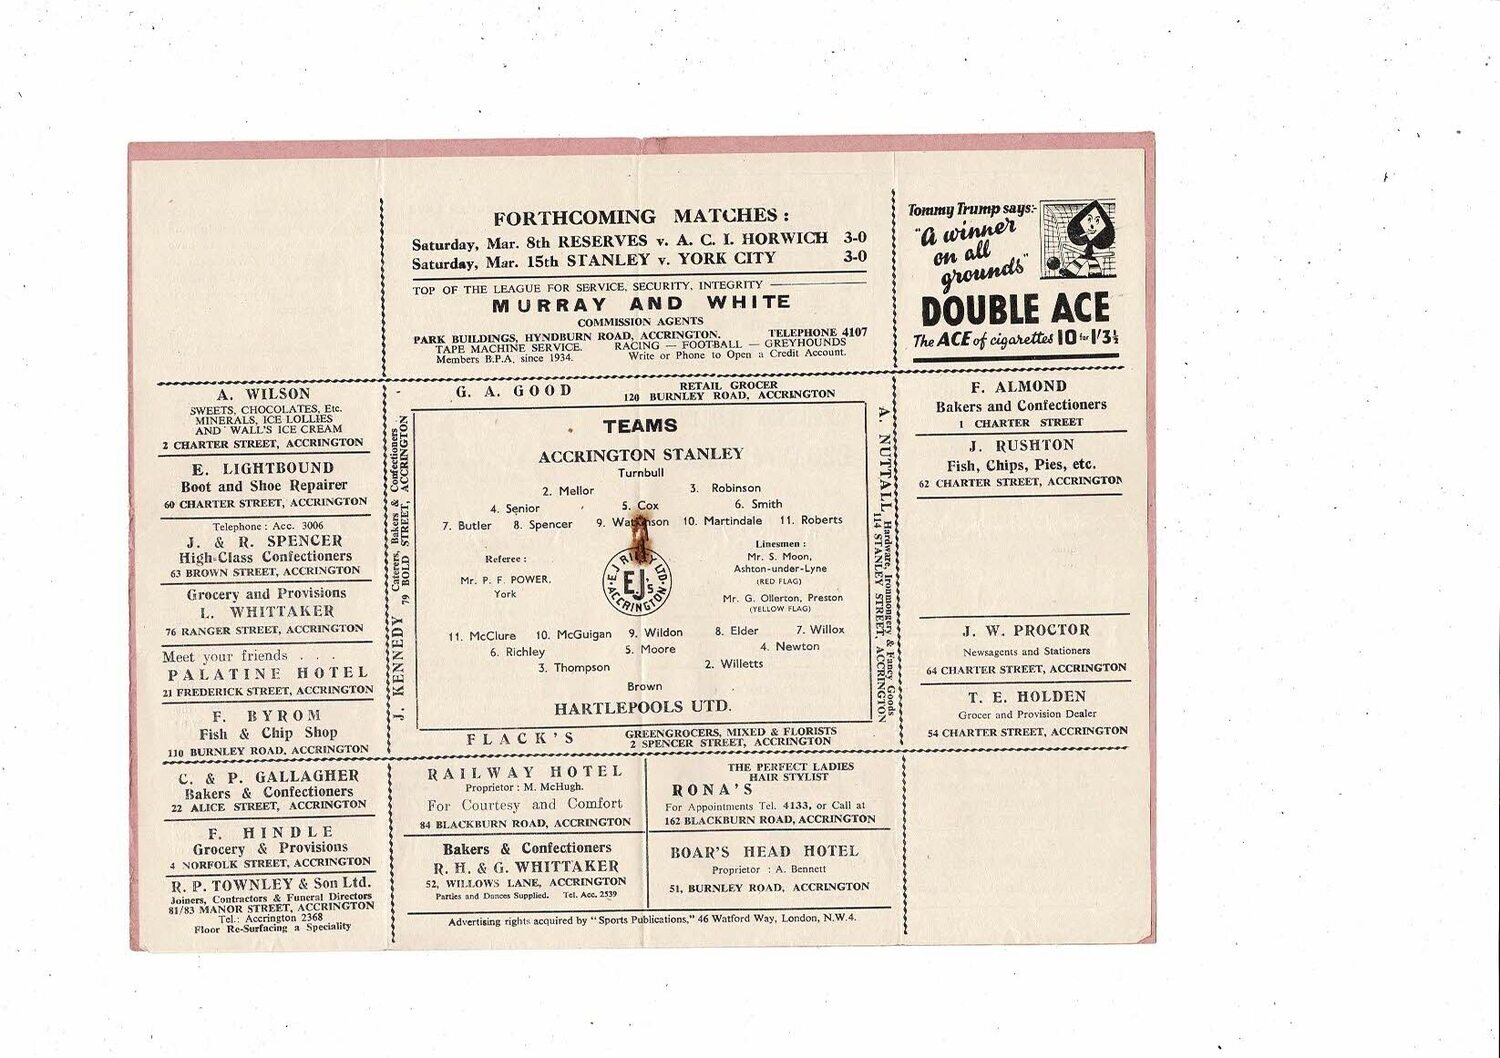 FORTHCOMING MATCHES :
Saturday, Mar. 8th RESERVES v. A. C. I. HORWICH 3-0
Saturday, Mar. 15th STANLEY v. YORK CITY 3-0
TOP OF THE LEAGUE FOR SERVICE, SECURITY, INTEGRITY
MURRAY AND WHITE
COMMISSION AGENTS
PARK BUILDINGS, HYNDBURN ROAD, ACCRINGTON. TELEPHONE 4107
TAPE MACHINE SERVICE. RACING — FOOTBALL — GREYHOUNDS
Members B.P.A. since 1934. Write or Phone to Open a Credit Account.
Tommy Trump says:-
"A winner
on all
grounds"
DOUBLE ACE
The ACE of cigarettes 10 for 1/3½
A. WILSON
SWEETS, CHOCOLATES, Etc.
MINERALS, ICE LOLLIES
AND WALL'S ICE CREAM
2 CHARTER STREET, ACCRINGTON
E. LIGHTBOUND
Boot and Shoe Repairer
60 CHARTER STREET, ACCRINGTON
Telephone : Acc. 3006
J. & R. SPENCER
High-Class Confectioners
63 BROWN STREET, ACCRINGTON
Grocery and Provisions
L. WHITTAKER
76 RANGER STREET, ACCRINGTON
Meet your friends . . .
PALATINE HOTEL
21 FREDERICK STREET, ACCRINGTON
F. BYROM
Fish & Chip Shop
110 BURNLEY ROAD, ACCRINGTON
C. & P. GALLAGHER
Bakers & Confectioners
22 ALICE STREET, ACCRINGTON
F. HINDLE
Grocery & Provisions
4 NORFOLK STREET, ACCRINGTON
R. P. TOWNLEY & Son Ltd.
Joiners, Contractors & Funeral Directors
81/83 MANOR STREET, ACCRINGTON
Tel.: Accrington 2368
Floor Re-Surfacing a Speciality
G. A. GOOD RETAIL GROCER
120 BURNLEY ROAD, ACCRINGTON
J. KENNEDY Caterers, Bakers & Confectioners
79 BOLD STREET, ACCRINGTON
TEAMS
ACCRINGTON STANLEY
Turnbull
2. Mellor 3. Robinson
4. Senior 5. Cox 6. Smith
7. Butler 8. Spencer 9. Watkinson 10. Martindale 11. Roberts
Referee :
Mr. P. F. POWER,
York
E. J. RILEY LTD.
EJ's
ACCRINGTON
Linesmen :
Mr. S. Moon,
Ashton-under-Lyne
(RED FLAG)
Mr. G. Ollerton, Preston
(YELLOW FLAG)
11. McClure 10. McGuigan 9. Wildon 8. Elder 7. Willox
6. Richley 5. Moore 4. Newton
3. Thompson 2. Willetts
Brown
HARTLEPOOLS UTD.
A. NUTTALL Hardware, Ironmongery & Fancy Goods
114 STANLEY STREET, ACCRINGTON
FLACK'S GREENGROCERS, MIXED & FLORISTS
2 SPENCER STREET, ACCRINGTON
F. ALMOND
Bakers and Confectioners
1 CHARTER STREET
J. RUSHTON
Fish, Chips, Pies, etc.
62 CHARTER STREET, ACCRINGTON
J. W. PROCTOR
Newsagents and Stationers
64 CHARTER STREET, ACCRINGTON
T. E. HOLDEN
Grocer and Provision Dealer
54 CHARTER STREET, ACCRINGTON
RAILWAY HOTEL
Proprietor : M. McHugh.
For Courtesy and Comfort
84 BLACKBURN ROAD, ACCRINGTON
THE PERFECT LADIES
HAIR STYLIST
RONA'S
For Appointments Tel. 4133, or Call at
162 BLACKBURN ROAD, ACCRINGTON
Bakers & Confectioners
R. H. & G. WHITTAKER
52, WILLOWS LANE, ACCRINGTON
Parties and Dances Supplied. Tel. Acc. 2539
BOAR'S HEAD HOTEL
Proprietor : A. Bennett
51, BURNLEY ROAD, ACCRINGTON
Advertising rights acquired by "Sports Publications," 46 Watford Way, London, N.W.4.